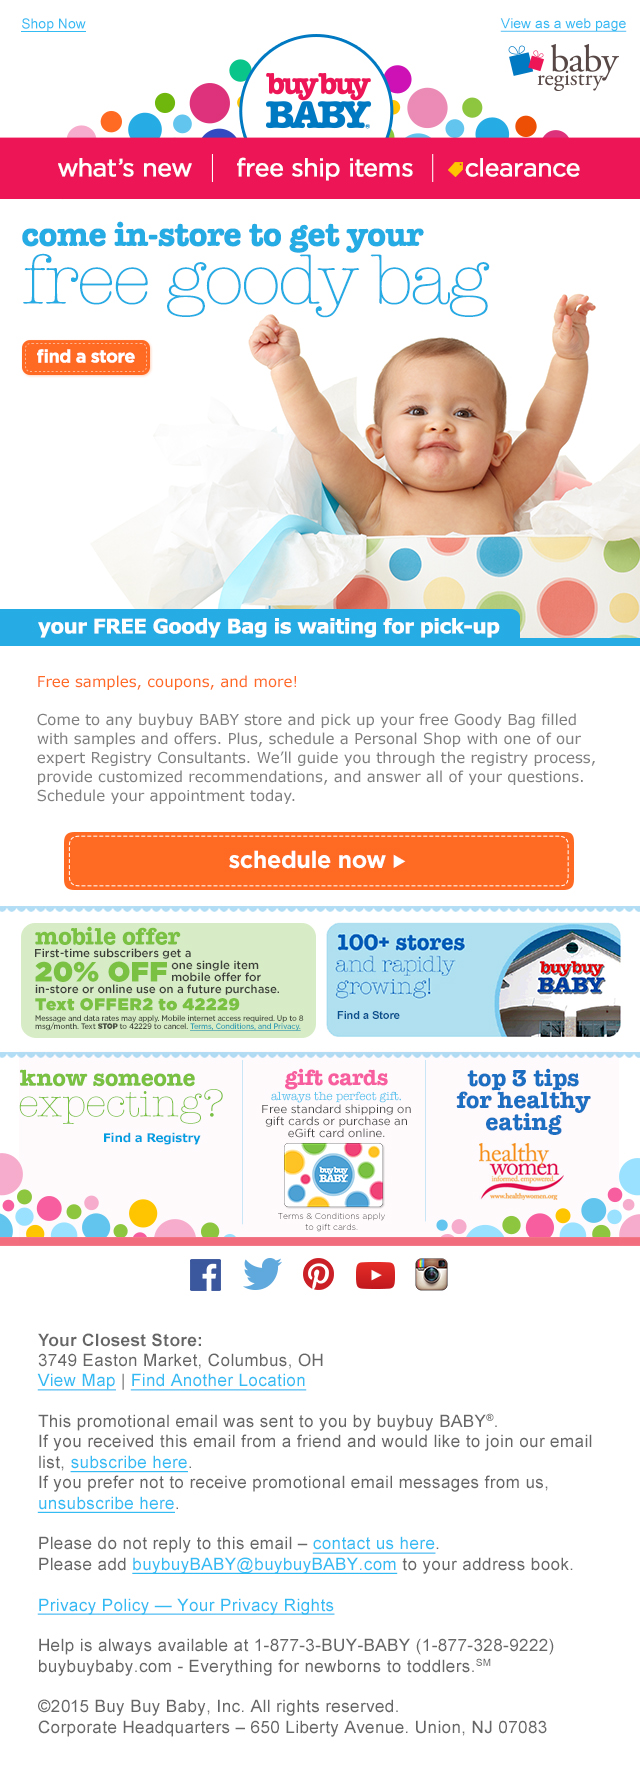 Shop Now
View as a web page
buy buy
BABY®
baby
registry
what's new
free ship items
clearance
come in-store to get your
free goody bag
find a store
your FREE Goody Bag is waiting for pick-up
Free samples, coupons, and more!
Come to any buybuy BABY store and pick up your free Goody Bag filled
with samples and offers. Plus, schedule a Personal Shop with one of our
expert Registry Consultants. We'll guide you through the registry process,
provide customized recommendations, and answer all of your questions.
Schedule your appointment today.
schedule now
mobile offer
First-time subscribers get a
20% OFF one single item
mobile offer for
in-store or online use on a future purchase.
Text OFFER2 to 42229
Message and data rates may apply. Mobile internet access required. Up to 8
msg/month. Text STOP to 42229 to cancel. Terms, Conditions, and Privacy.
100+ stores
and rapidly
growing!
Find a Store
buy buy
BABY
know someone
expecting?
Find a Registry
gift cards
always the perfect gift.
Free standard shipping on
gift cards or purchase an
eGift card online.
buy buy
BABY
Terms & Conditions apply
to gift cards.
top 3 tips
for healthy
eating
healthy
women
informed. empowered.
www.healthywomen.org
Your Closest Store:
3749 Easton Market, Columbus, OH
View Map | Find Another Location
This promotional email was sent to you by buybuy BABY®.
If you received this email from a friend and would like to join our email
list, subscribe here.
If you prefer not to receive promotional email messages from us,
unsubscribe here.
Please do not reply to this email – contact us here.
Please add buybuyBABY@buybuyBABY.com to your address book.
Privacy Policy — Your Privacy Rights
Help is always available at 1-877-3-BUY-BABY (1-877-328-9222)
buybuybaby.com - Everything for newborns to toddlers.℠
©2015 Buy Buy Baby, Inc. All rights reserved.
Corporate Headquarters – 650 Liberty Avenue. Union, NJ 07083